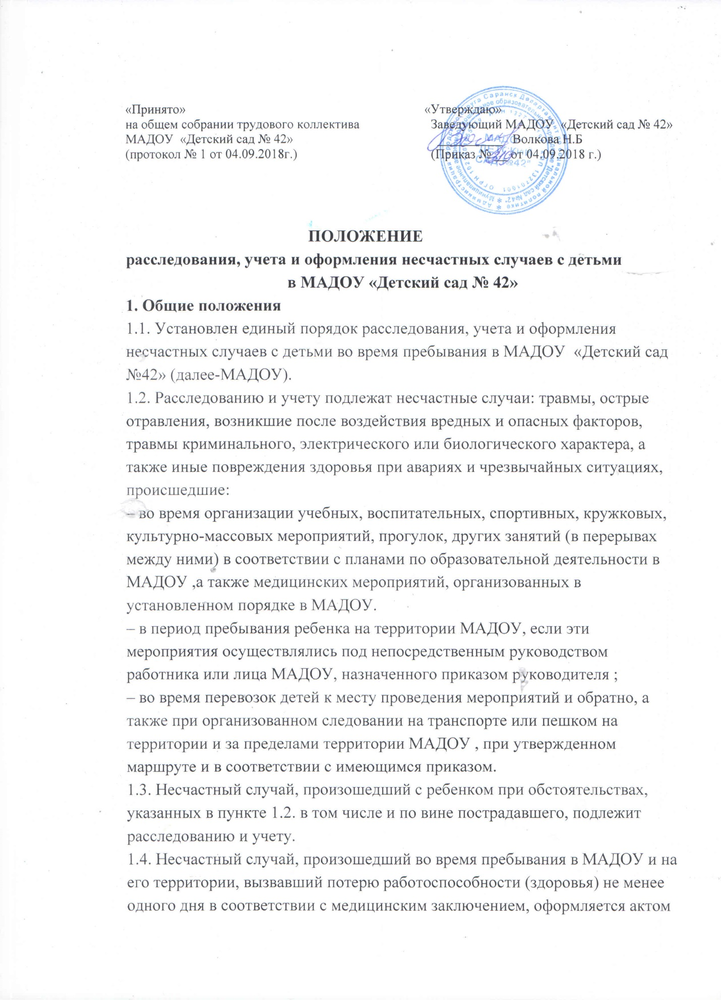 «Принято»
на общем собрании трудового коллектива
МАДОУ «Детский сад № 42»
(протокол № 1 от 04.09.2018г.)
«Утверждаю»
Заведующий МАДОУ «Детский сад № 42»
Волкова Н.Б
(Приказ № от 04.09.2018 г.)
ПОЛОЖЕНИЕ
расследования, учета и оформления несчастных случаев с детьми
в МАДОУ «Детский сад № 42»
1. Общие положения
1.1. Установлен единый порядок расследования, учета и оформления
несчастных случаев с детьми во время пребывания в МАДОУ «Детский сад
№42» (далее-МАДОУ).
1.2. Расследованию и учету подлежат несчастные случаи: травмы, острые
отравления, возникшие после воздействия вредных и опасных факторов,
травмы криминального, электрического или биологического характера, а
также иные повреждения здоровья при авариях и чрезвычайных ситуациях,
происшедшие:
– во время организации учебных, воспитательных, спортивных, кружковых,
культурно-массовых мероприятий, прогулок, других занятий (в перерывах
между ними) в соответствии с планами по образовательной деятельности в
МАДОУ ,а также медицинских мероприятий, организованных в
установленном порядке в МАДОУ.
– в период пребывания ребенка на территории МАДОУ, если эти
мероприятия осуществлялись под непосредственным руководством
работника или лица МАДОУ, назначенного приказом руководителя ;
– во время перевозок детей к месту проведения мероприятий и обратно, а
также при организованном следовании на транспорте или пешком на
территории и за пределами территории МАДОУ , при утвержденном
маршруте и в соответствии с имеющимся приказом.
1.3. Несчастный случай, произошедший с ребенком при обстоятельствах,
указанных в пункте 1.2. в том числе и по вине пострадавшего, подлежит
расследованию и учету.
1.4. Несчастный случай, произошедший во время пребывания в МАДОУ и на
его территории, вызвавший потерю работоспособности (здоровья) не менее
одного дня в соответствии с медицинским заключением, оформляется актом